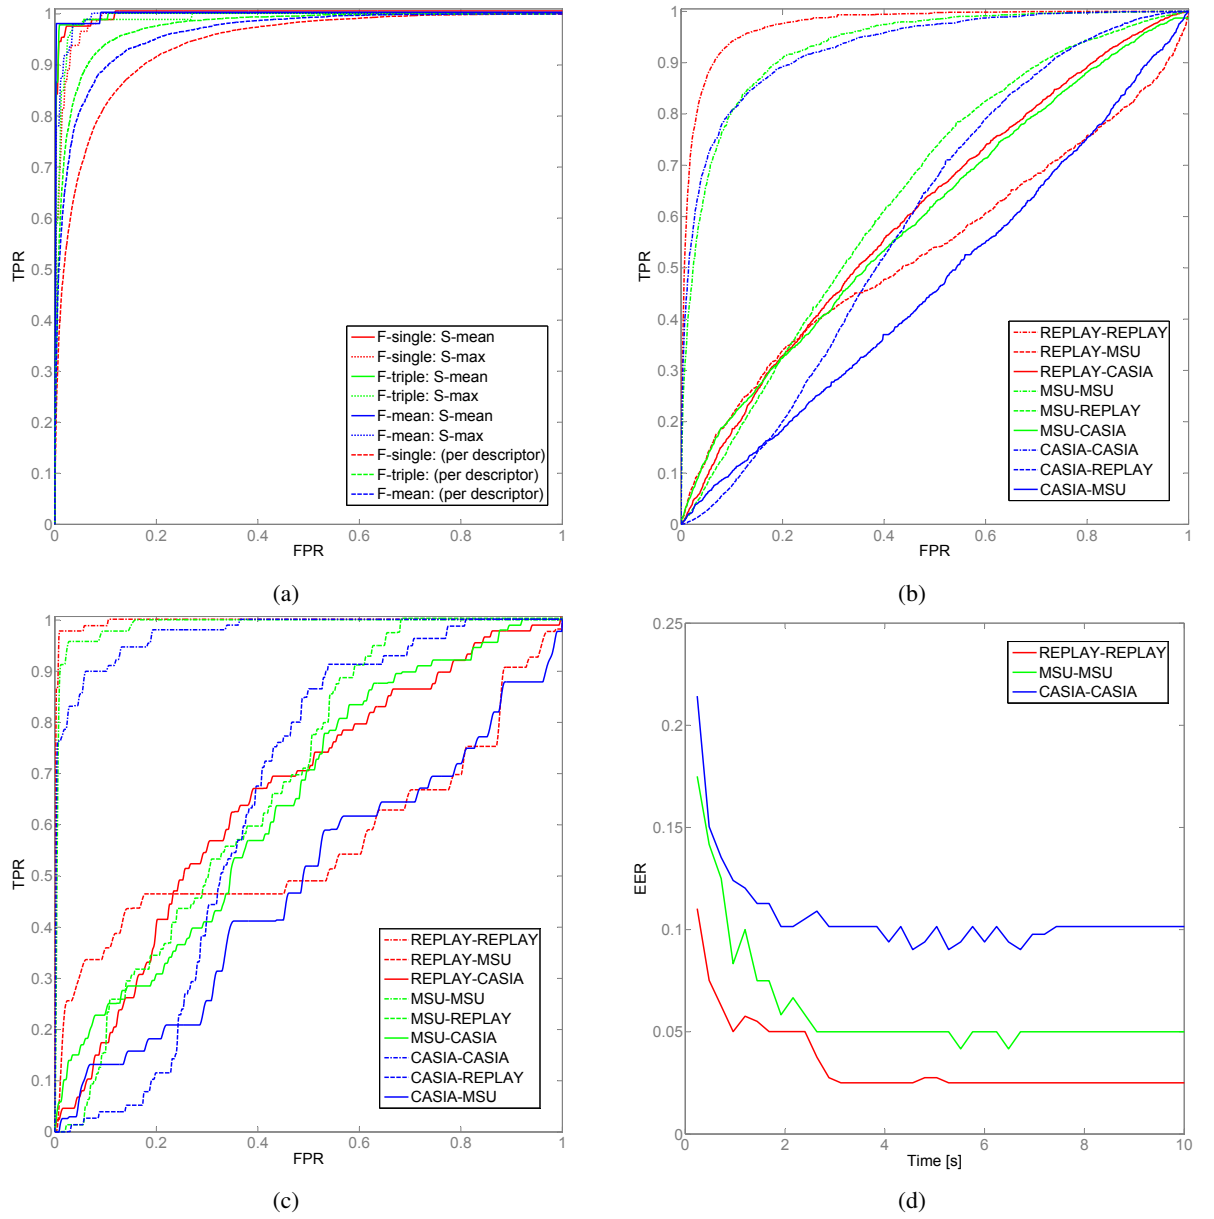 1
0.9
0.8
0.7
0.6
0.5
0.4
0.3
0.2
0.1
0
TPR
0
0.2
0.4
0.6
0.8
1
FPR
F-single: S-mean
F-single: S-max
F-triple: S-mean
F-triple: S-max
F-mean: S-mean
F-mean: S-max
F-single: (per descriptor)
F-triple: (per descriptor)
F-mean: (per descriptor)
(a)
1
0.9
0.8
0.7
0.6
0.5
0.4
0.3
0.2
0.1
0
TPR
0
0.2
0.4
0.6
0.8
1
FPR
REPLAY-REPLAY
REPLAY-MSU
REPLAY-CASIA
MSU-MSU
MSU-REPLAY
MSU-CASIA
CASIA-CASIA
CASIA-REPLAY
CASIA-MSU
(b)
1
0.9
0.8
0.7
0.6
0.5
0.4
0.3
0.2
0.1
0
TPR
0
0.2
0.4
0.6
0.8
1
FPR
REPLAY-REPLAY
REPLAY-MSU
REPLAY-CASIA
MSU-MSU
MSU-REPLAY
MSU-CASIA
CASIA-CASIA
CASIA-REPLAY
CASIA-MSU
(c)
0.25
0.2
0.15
0.1
0.05
0
EER
0
2
4
6
8
10
Time [s]
REPLAY-REPLAY
MSU-MSU
CASIA-CASIA
(d)